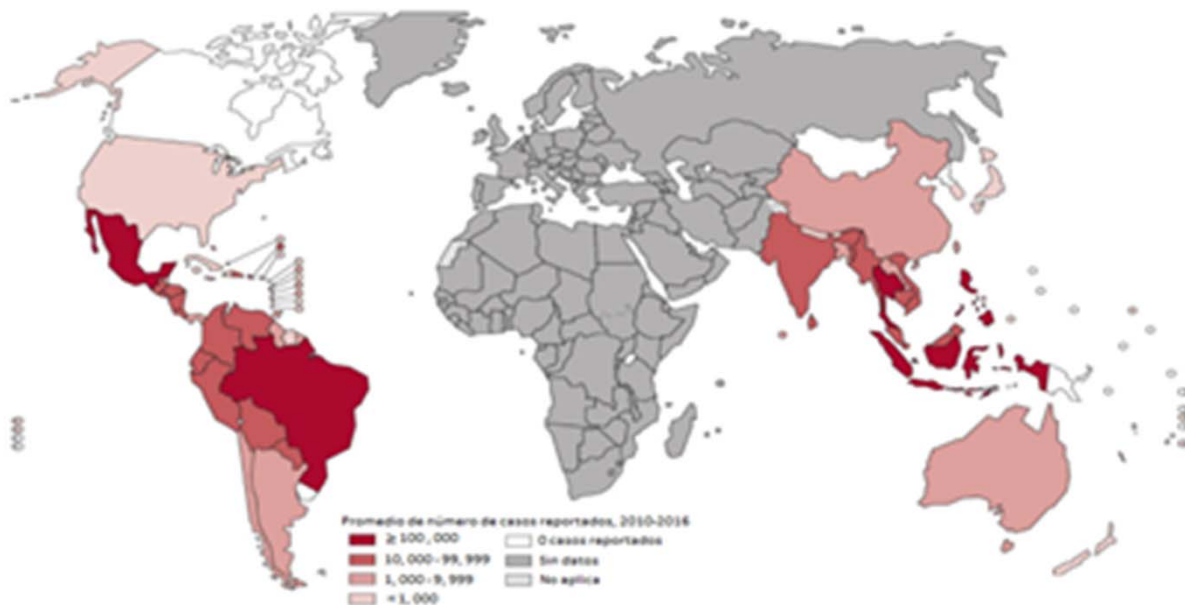 Promedio de número de casos reportados, 2010-2016
≥ 100, 000
10, 000 - 99, 999
1, 000 - 9, 999
< 1, 000
0 casos reportados
Sin datos
No aplica